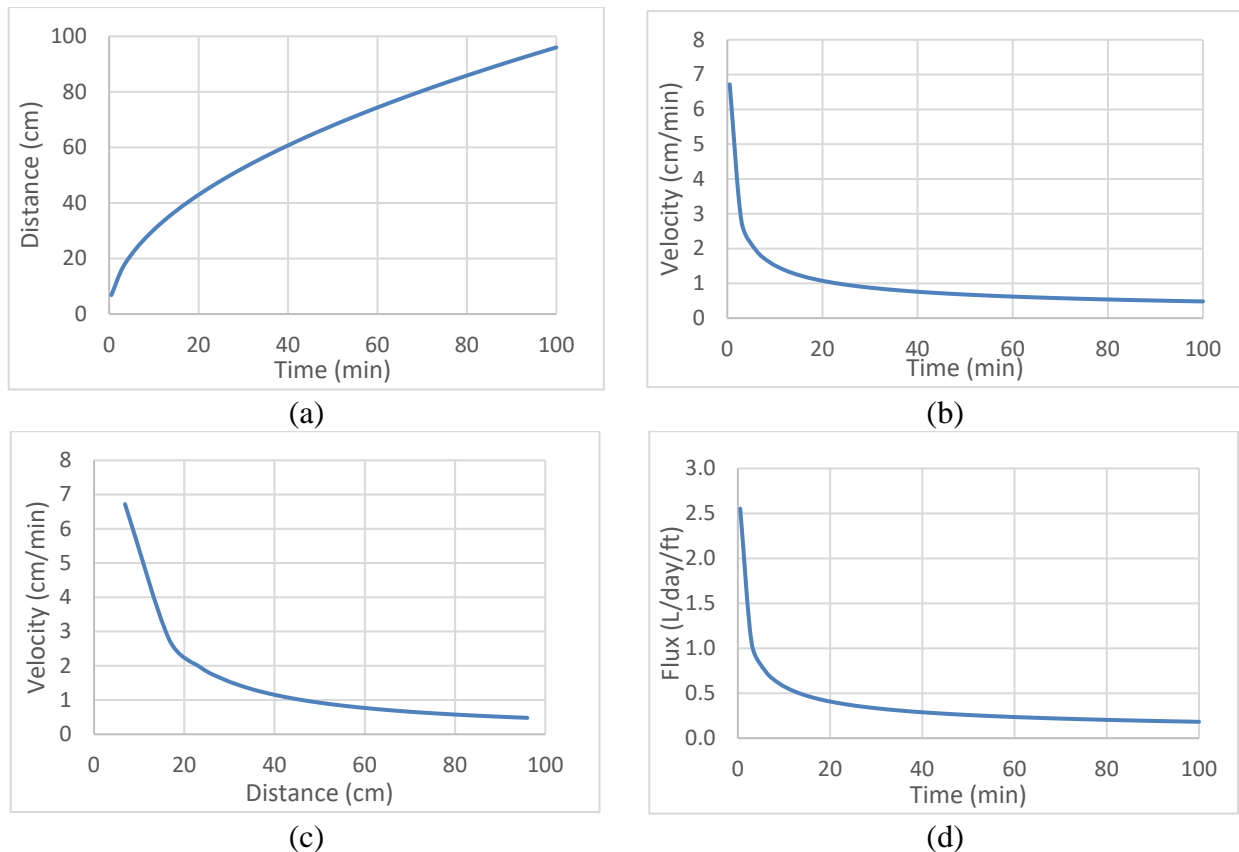 100
80
60
40
20
0
Distance (cm)
0 20 40 60 80 100
Time (min)
(a)
8
7
6
5
4
3
2
1
0
Velocity (cm/min)
0 20 40 60 80 100
Time (min)
(b)
8
7
6
5
4
3
2
1
0
Velocity (cm/min)
0 20 40 60 80 100
Distance (cm)
(c)
3.0
2.5
2.0
1.5
1.0
0.5
0.0
Flux (L/day/ft)
0 20 40 60 80 100
Time (min)
(d)